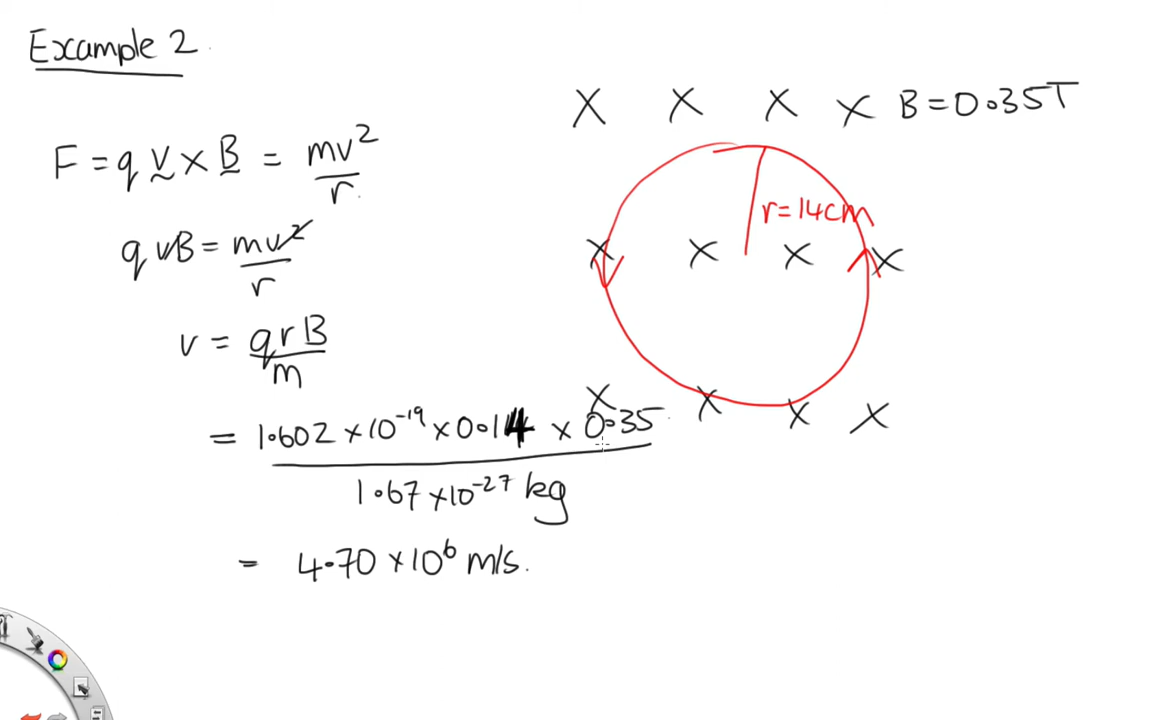 Example 2
X X X X B = 0.35T
F = q v × B = mv²/r
r = 14cm
X X X X
qvB = mv²/r
v = qrB/m
X X X X
= 1.602 × 10⁻¹⁹ × 0.14 × 0.35 / 1.67 × 10⁻²⁷ kg
= 4.70 × 10⁶ m/s.